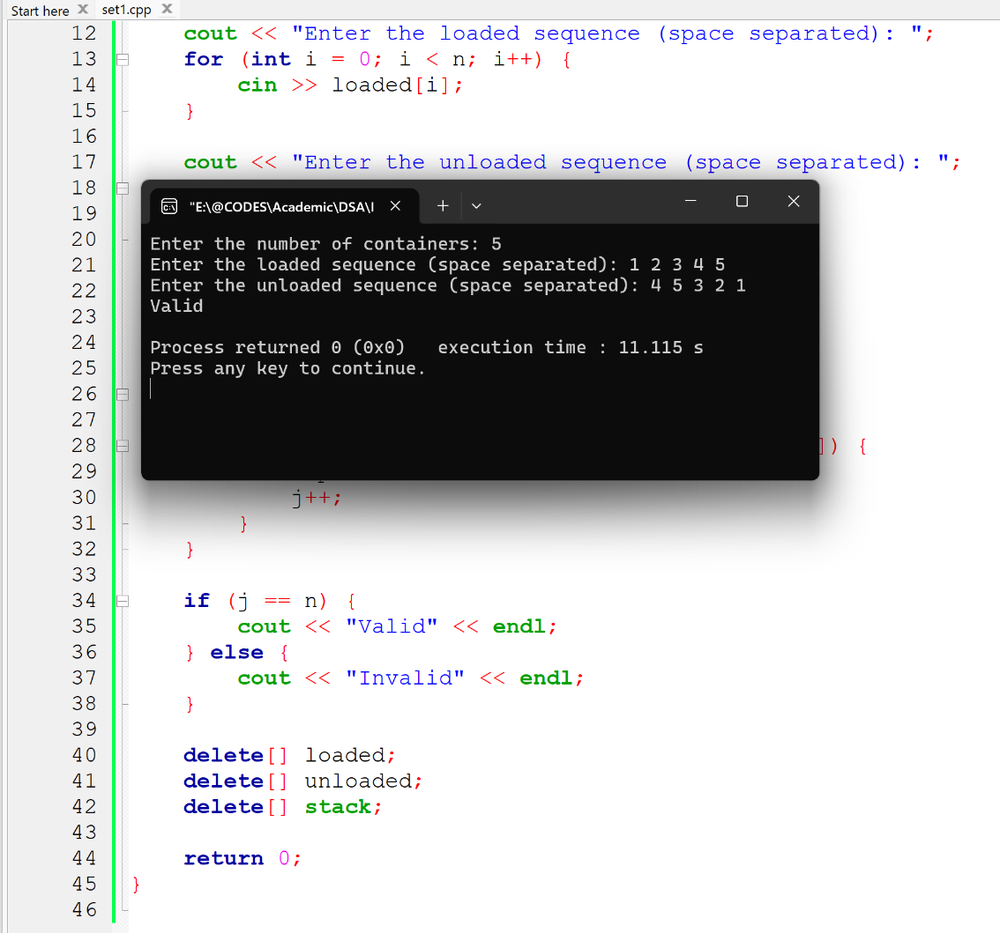 Start here
set1.cpp
12 cout << "Enter the loaded sequence (space separated): ";
13 for (int i = 0; i < n; i++) {
14 cin >> loaded[i];
15 }
16
17 cout << "Enter the unloaded sequence (space separated): ";
18
"E:\@CODES\Academic\DSA\I
19
Enter the number of containers: 5
Enter the loaded sequence (space separated): 1 2 3 4 5
Enter the unloaded sequence (space separated): 4 5 3 2 1
Valid
Process returned 0 (0x0) execution time : 11.115 s
Press any key to continue.
20
21
22
23
24
25
26
27
28 ]) {
29
30 j++;
31 }
32 }
33
34 if (j == n) {
35 cout << "Valid" << endl;
36 } else {
37 cout << "Invalid" << endl;
38 }
39
40 delete[] loaded;
41 delete[] unloaded;
42 delete[] stack;
43
44 return 0;
45 }
46